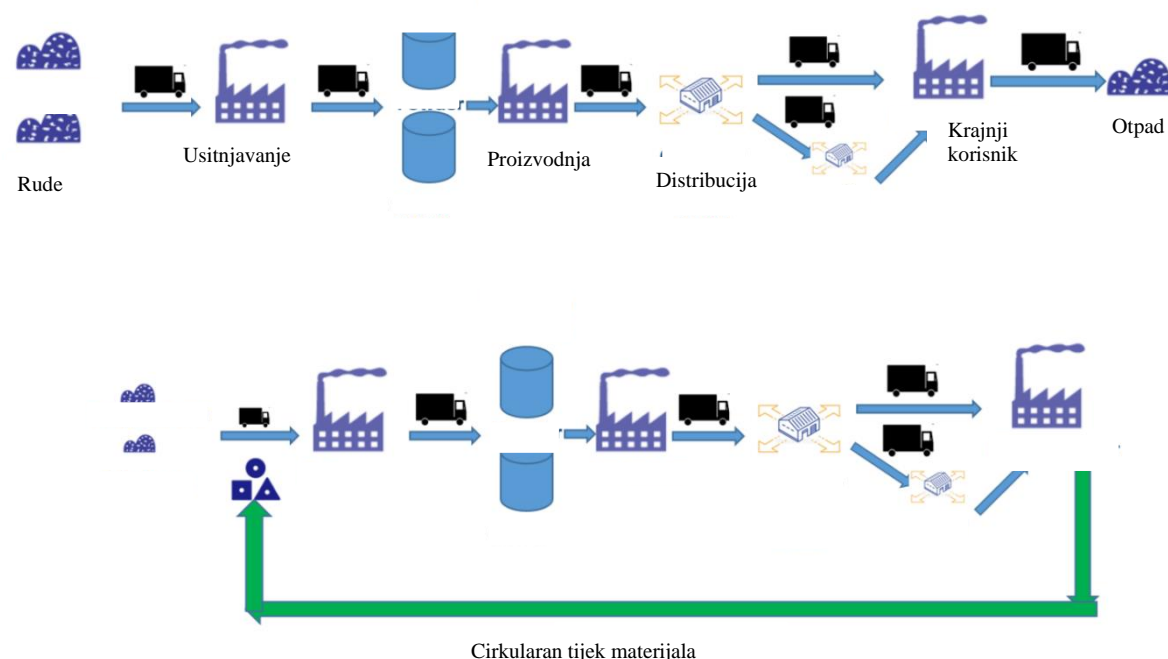 Usitnjavanje
Proizvodnja
Krajnji
korisnik
Otpad
Rude
Distribucija
Cirkularan tijek materijala